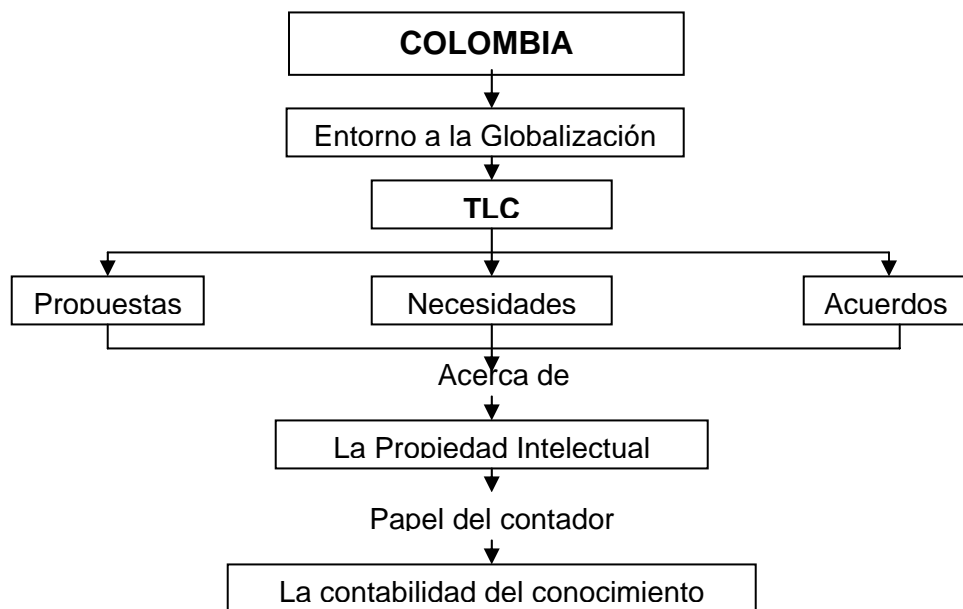 COLOMBIA
Entorno a la Globalización
TLC
Propuestas
Necesidades
Acuerdos
Acerca de
La Propiedad Intelectual
Papel del contador
La contabilidad del conocimiento